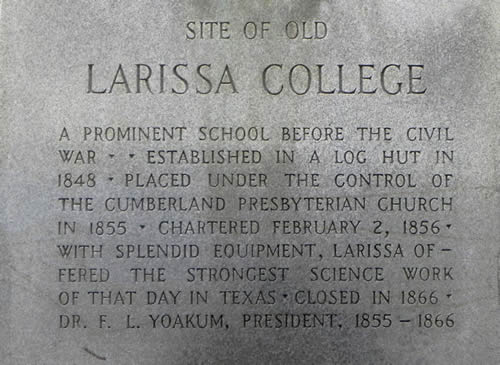 SITE OF OLD
LARISSA COLLEGE
A PROMINENT SCHOOL BEFORE THE CIVIL
WAR · · ESTABLISHED IN A LOG HUT IN
1848 · PLACED UNDER THE CONTROL OF
THE CUMBERLAND PRESBYTERIAN CHURCH
IN 1855 · CHARTERED FEBRUARY 2, 1856 ·
WITH SPLENDID EQUIPMENT, LARISSA OF-
FERED THE STRONGEST SCIENCE WORK
OF THAT DAY IN TEXAS · CLOSED IN 1866 ·
DR. F. L. YOAKUM, PRESIDENT, 1855 – 1866